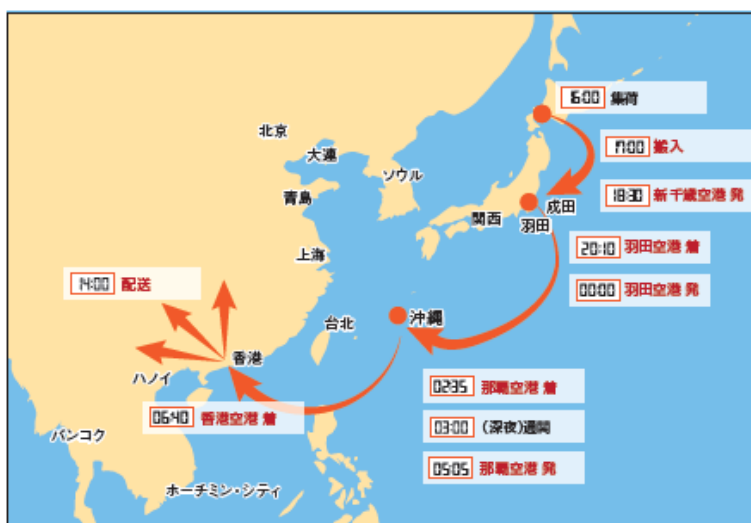 16:00 集荷
17:00 搬入
18:30 新千歳空港 発
20:10 羽田空港 着
00:00 羽田空港 発
北京
大連
ソウル
青島
成田
関西
羽田
上海
14:00 配送
沖縄
台北
香港
ハノイ
02:35 那覇空港 着
03:00 (深夜)通関
05:05 那覇空港 発
06:40 香港空港 着
バンコク
ホーチミン・シティ